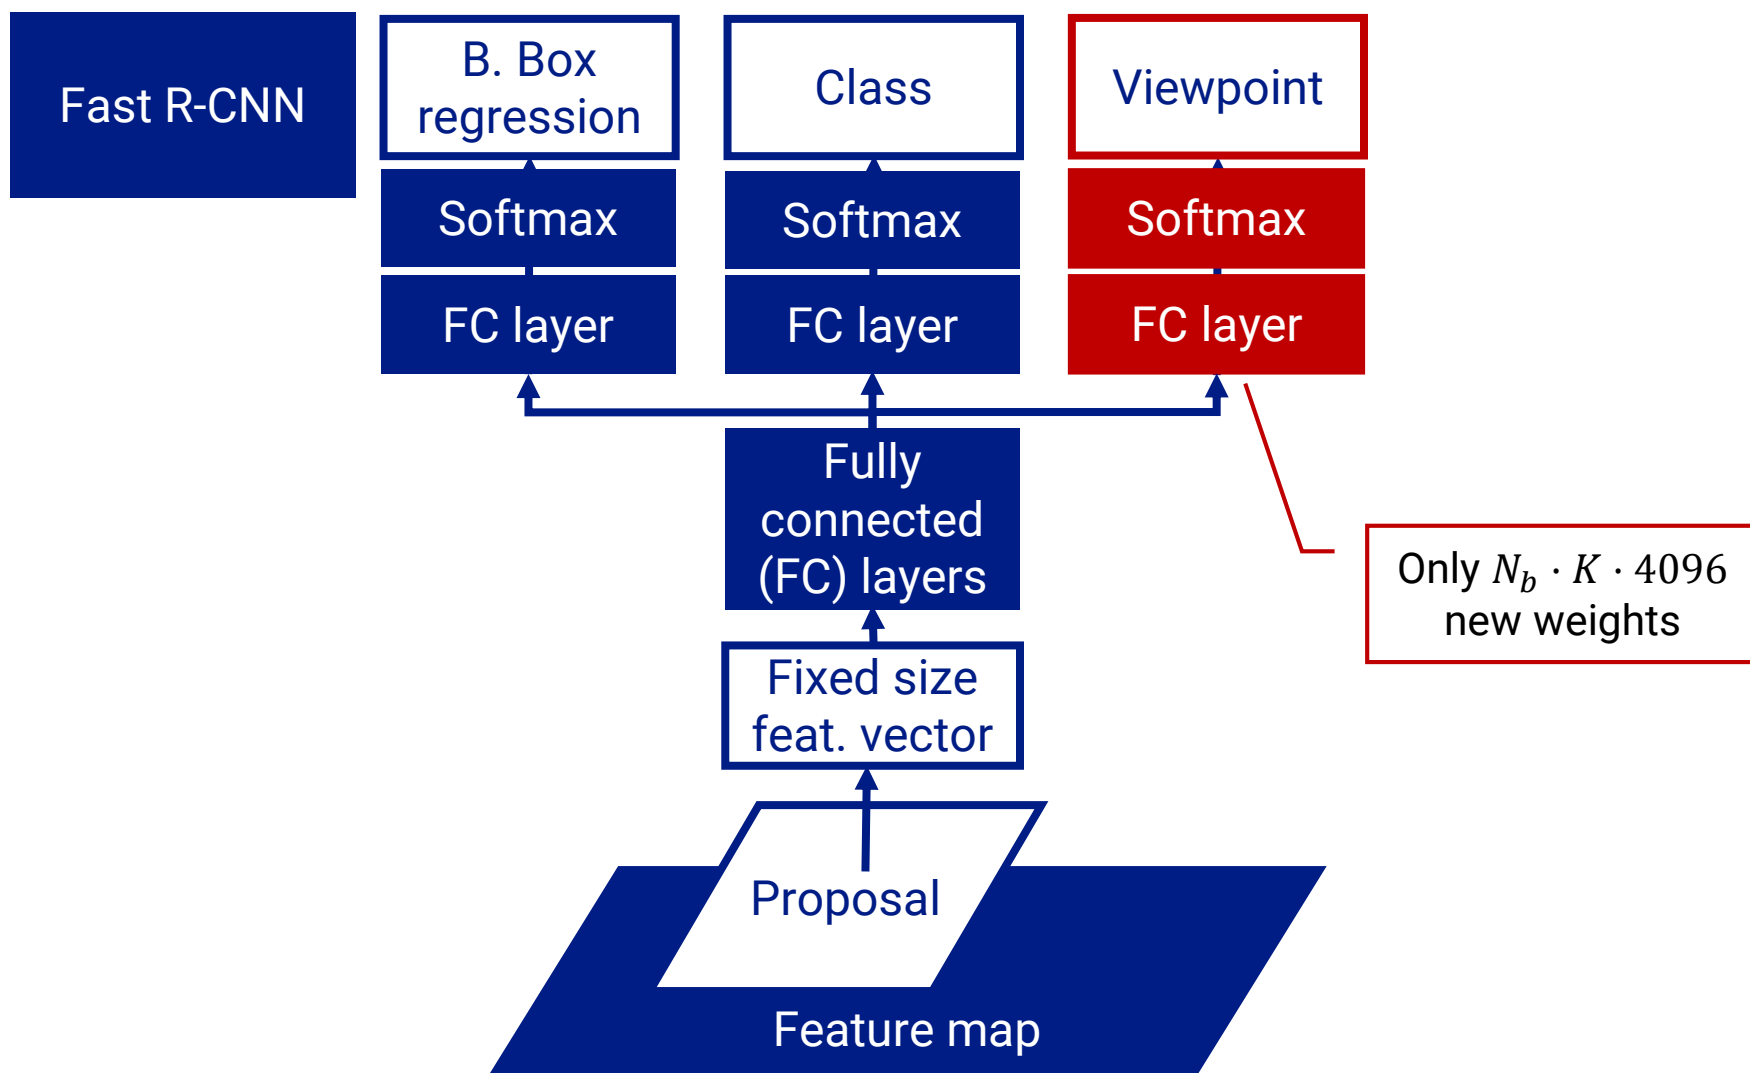 Fast R-CNN
B. Box
regression
Class
Viewpoint
Softmax
Softmax
Softmax
FC layer
FC layer
FC layer
Fully
connected
(FC) layers
Only N_b · K · 4096
new weights
Fixed size
feat. vector
Proposal
Feature map